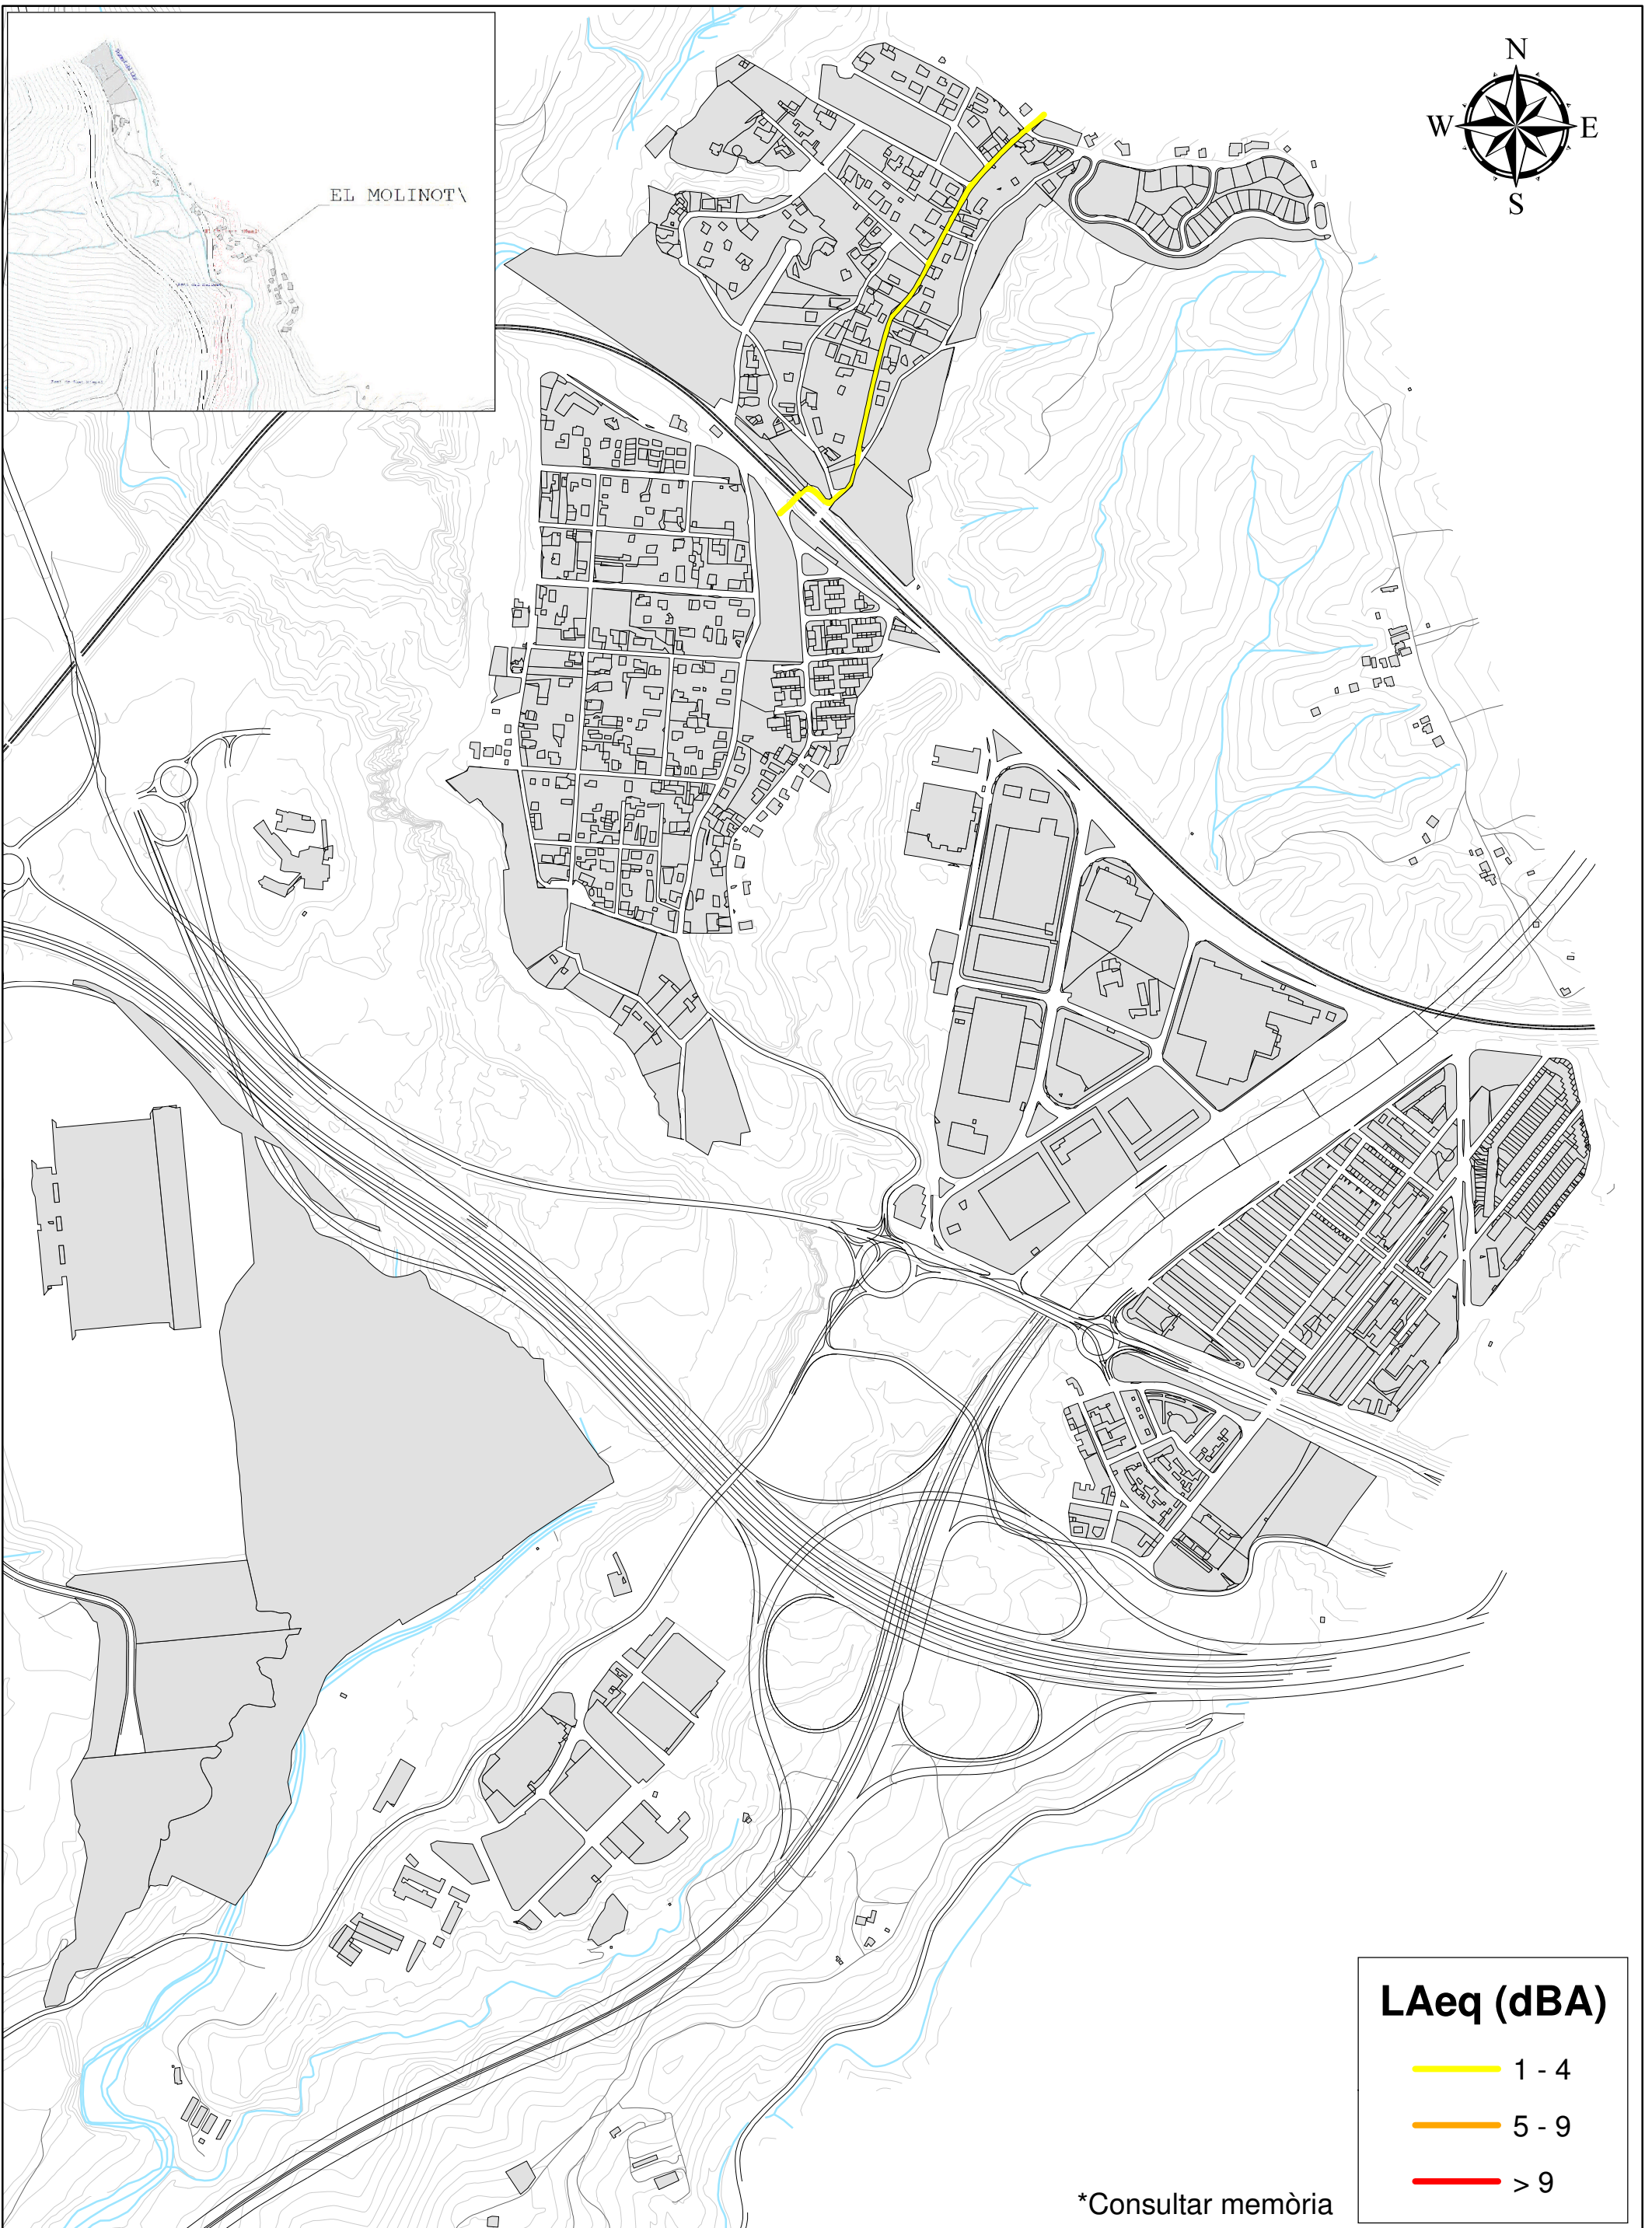 EL MOLINOT\
N
W
E
S
LAeq (dBA)
1 - 4
5 - 9
> 9
*Consultar memòria